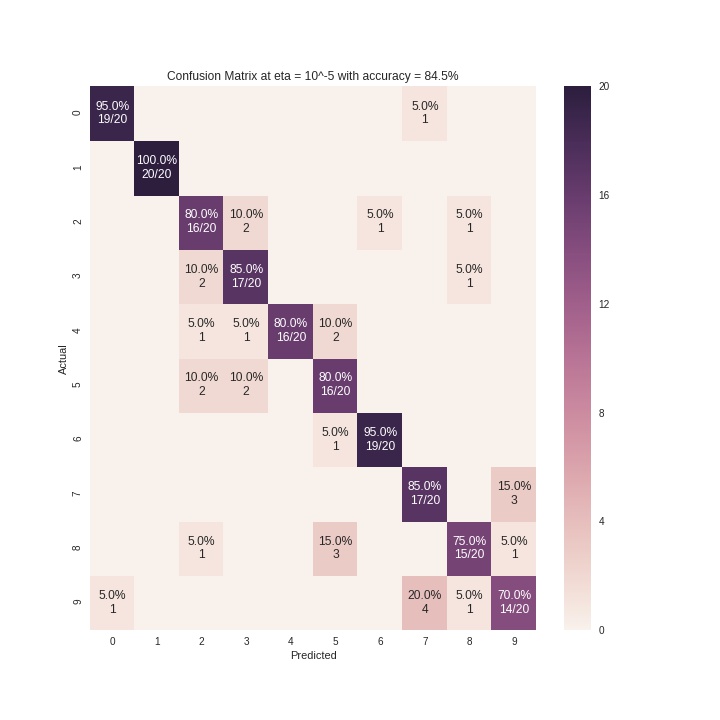 Confusion Matrix at eta = 10^-5 with accuracy = 84.5%
0 95.0% 5.0% 20
19/20 1
1 100.0%
20/20
16
2 80.0% 10.0% 5.0% 5.0%
16/20 2 1 1
3 10.0% 85.0% 5.0%
2 17/20 1
12
4 5.0% 5.0% 80.0% 10.0%
1 1 16/20 2
Actual
5 10.0% 10.0% 80.0%
2 2 16/20
8
6 5.0% 95.0%
1 19/20
7 85.0% 15.0%
17/20 3
4
8 5.0% 15.0% 75.0% 5.0%
1 3 15/20 1
9 5.0% 20.0% 5.0% 70.0%
1 4 1 14/20
0
0 1 2 3 4 5 6 7 8 9
Predicted